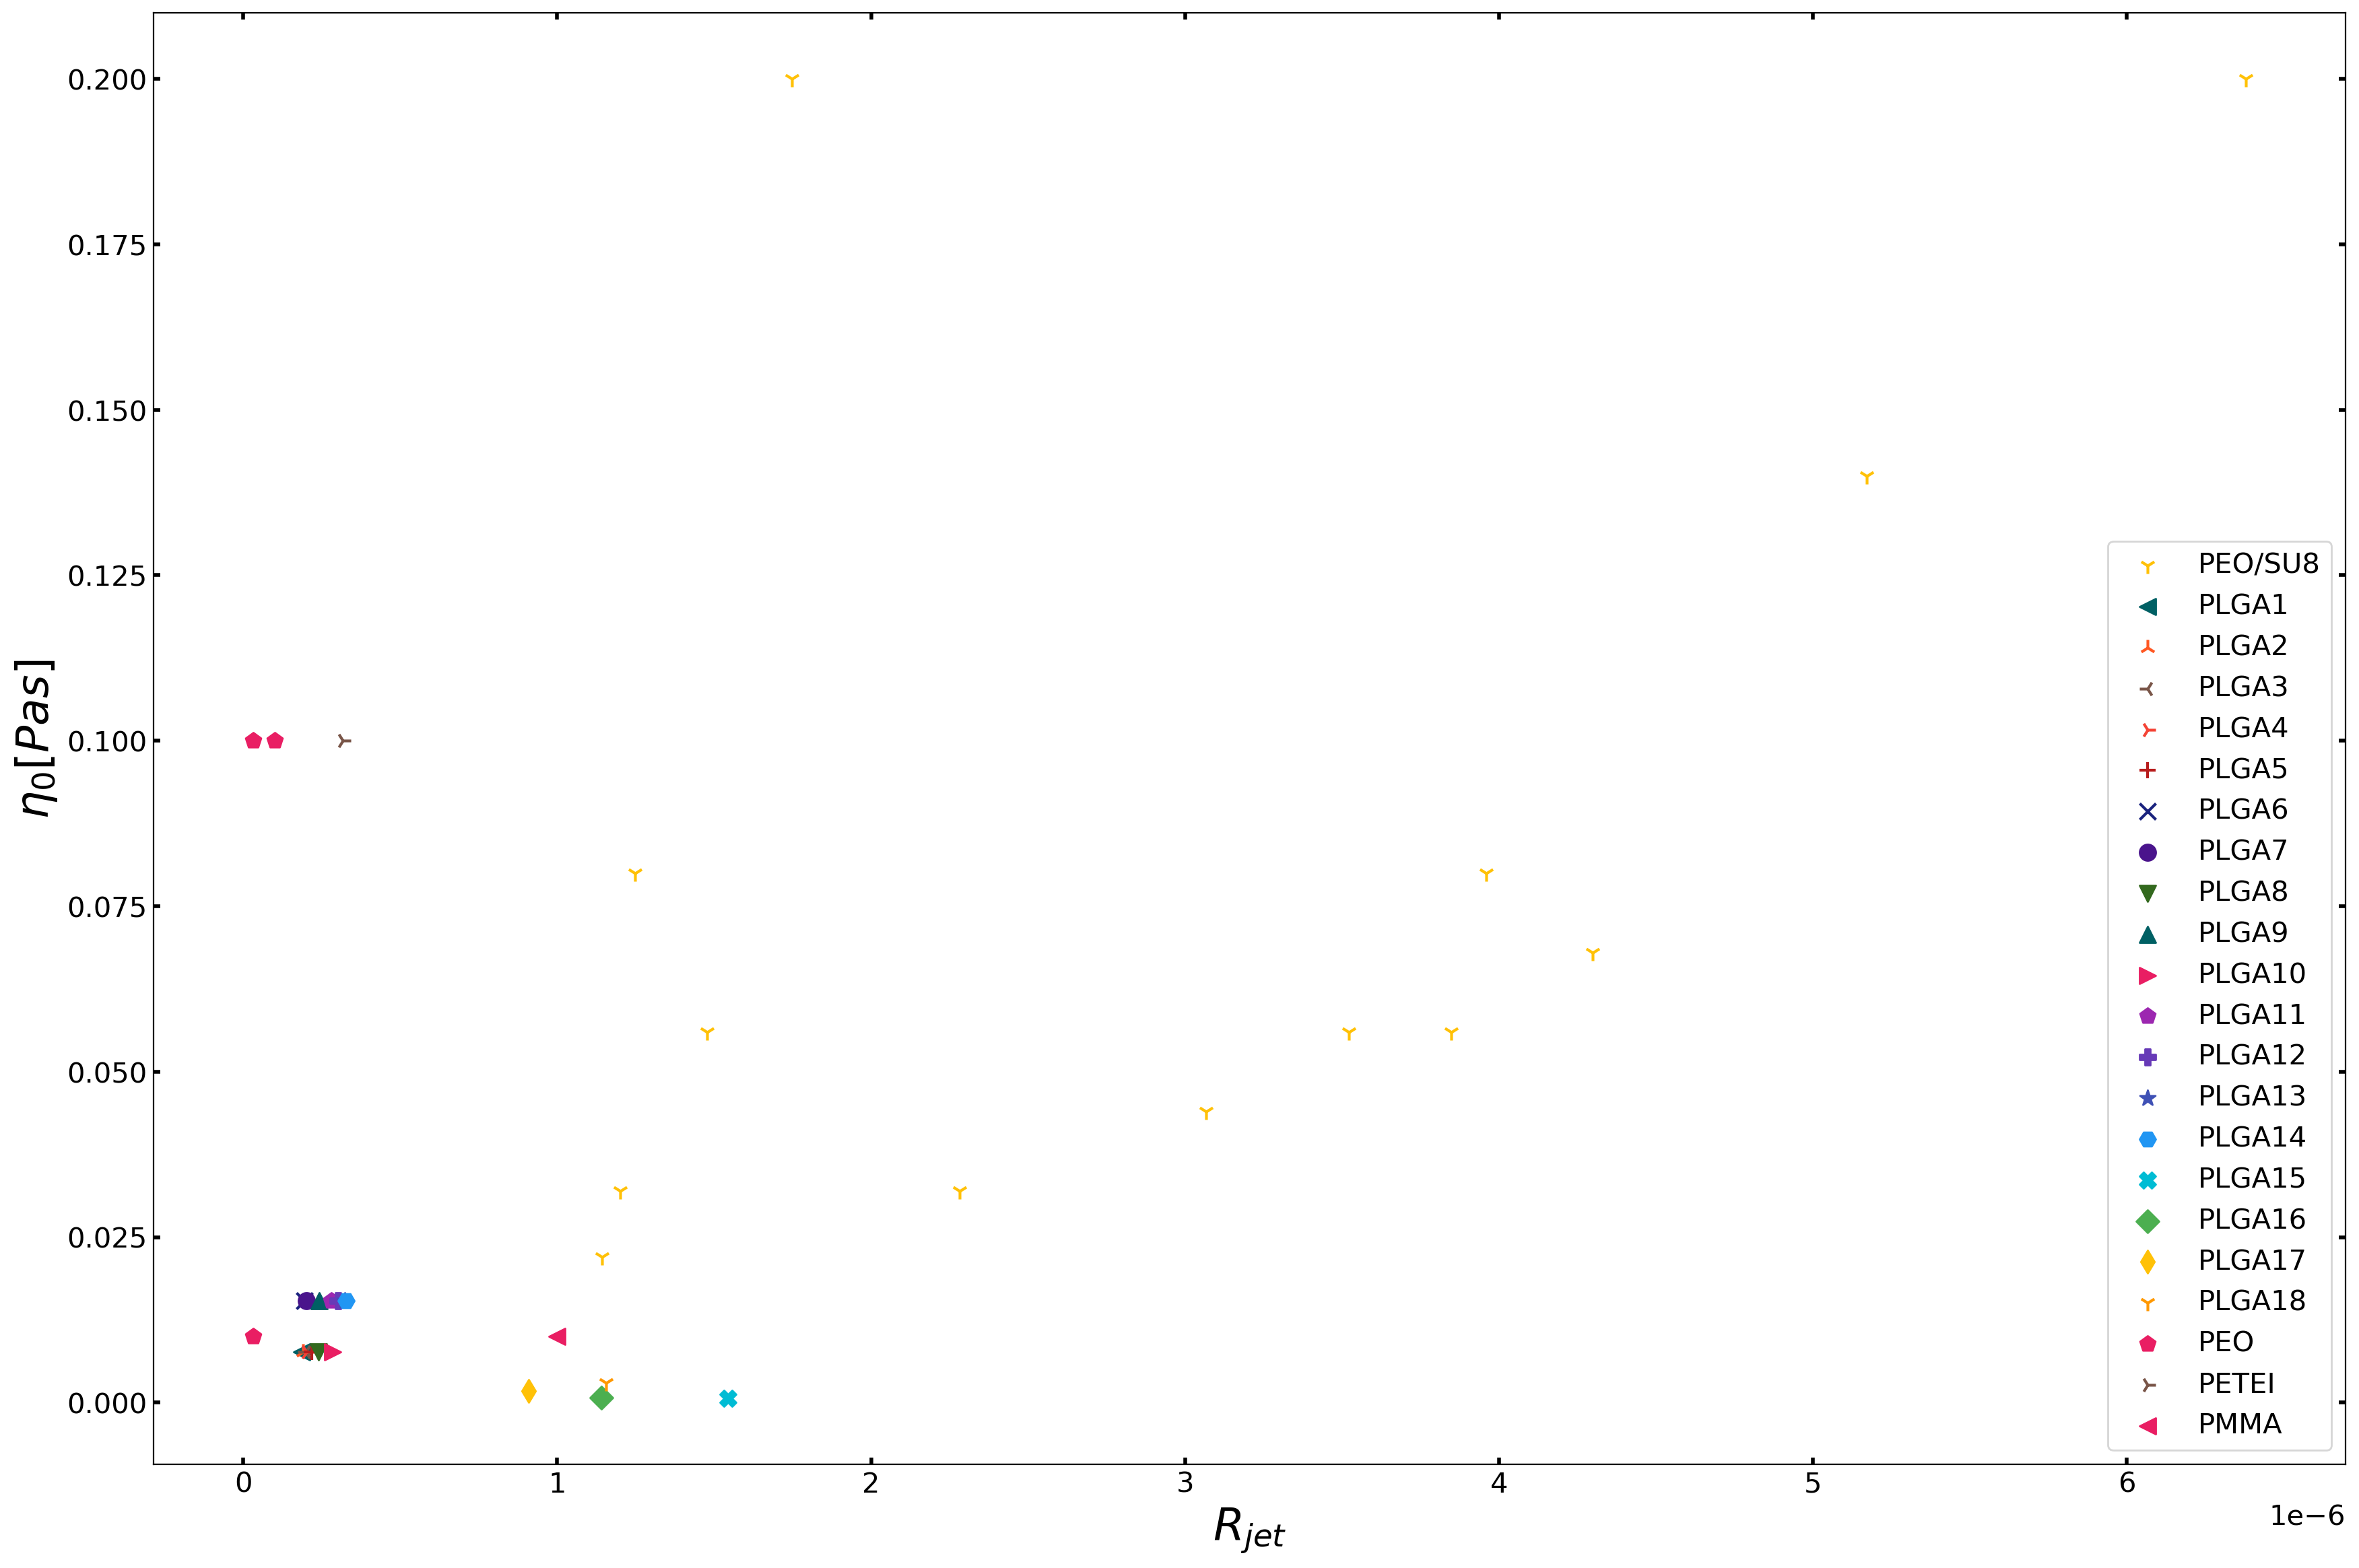 0.200
0.175
0.150
0.125
0.100
0.075
0.050
0.025
0.000
η₀[Pas]
0 1 2 3 4 5 6
1e−6
R_jet
PEO/SU8
PLGA1
PLGA2
PLGA3
PLGA4
PLGA5
PLGA6
PLGA7
PLGA8
PLGA9
PLGA10
PLGA11
PLGA12
PLGA13
PLGA14
PLGA15
PLGA16
PLGA17
PLGA18
PEO
PETEI
PMMA